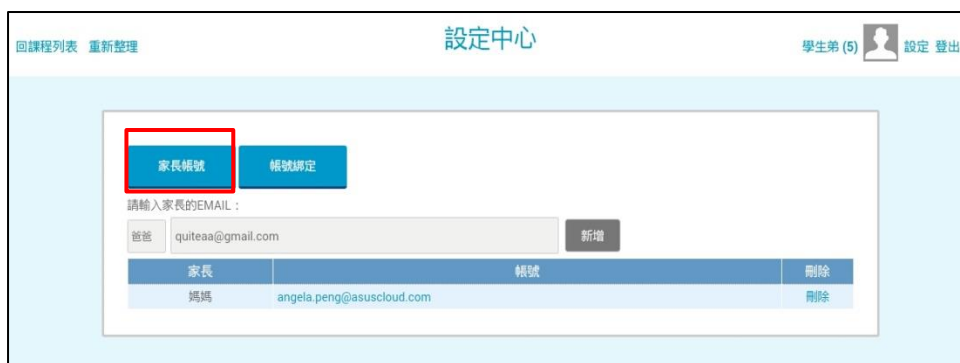 回課程列表 重新整理
設定中心
學生弟 (5) 設定 登出
家長帳號 帳號綁定
請輸入家長的EMAIL：
爸爸 quiteaa@gmail.com 新增
家長 帳號 刪除
媽媽 angela.peng@asuscloud.com 刪除